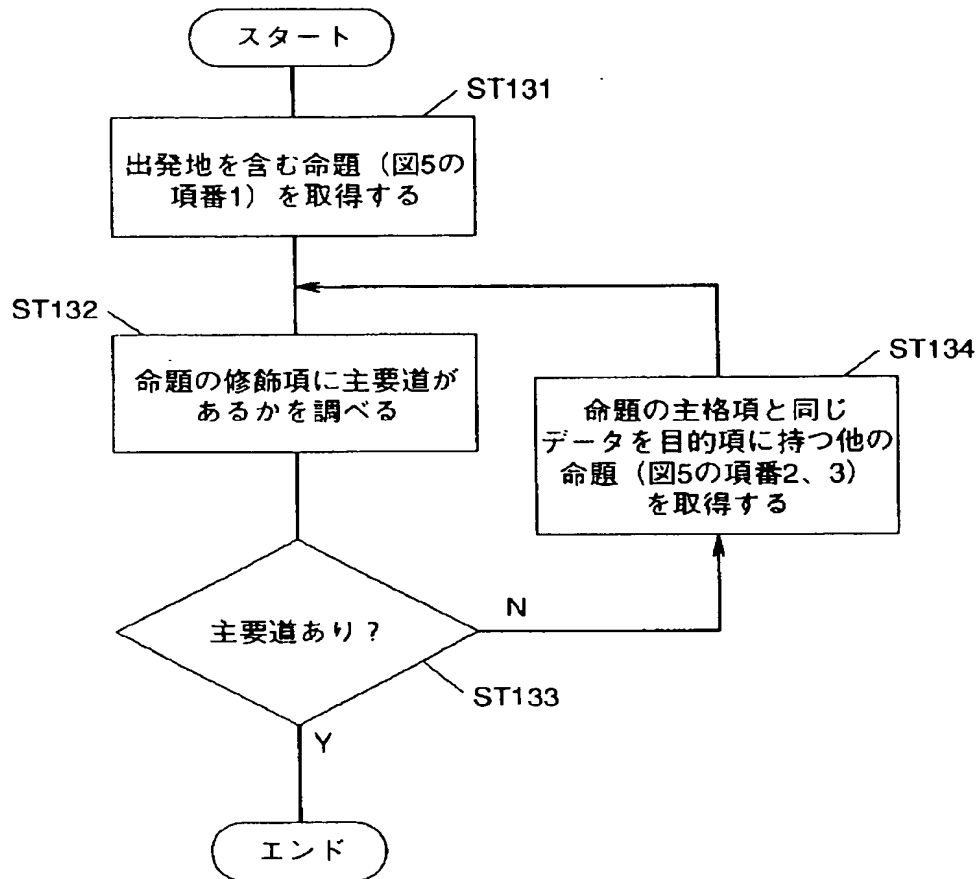 スタート
ST131
出発地を含む命題（図5の
項番1）を取得する
ST132
命題の修飾項に主要道が
あるかを調べる
ST134
命題の主格項と同じ
データを目的項に持つ他の
命題（図5の項番2、3）
を取得する
主要道あり？
N
ST133
Y
エンド